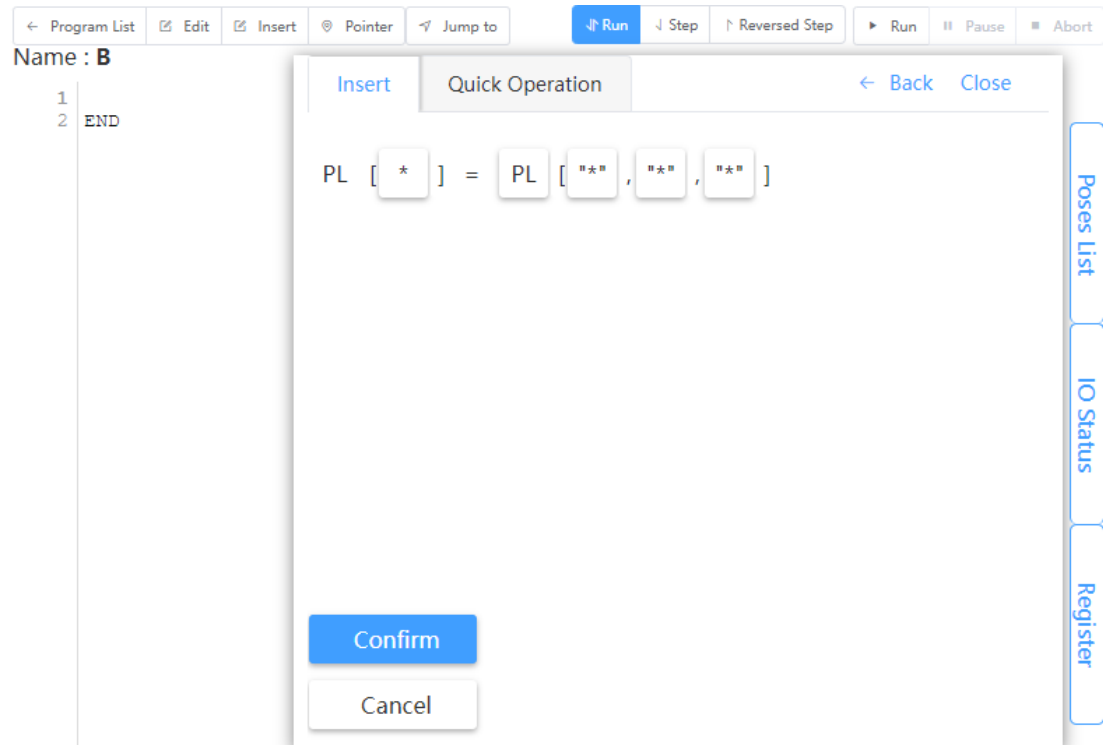 ← Program List Edit Insert Pointer Jump to Run Step Reversed Step Run Pause Abort
Name : B
Insert Quick Operation ← Back Close
1
2 END
PL [ * ] = PL [ "*" , "*" , "*" ]
Poses List
IO Status
Register
Confirm
Cancel